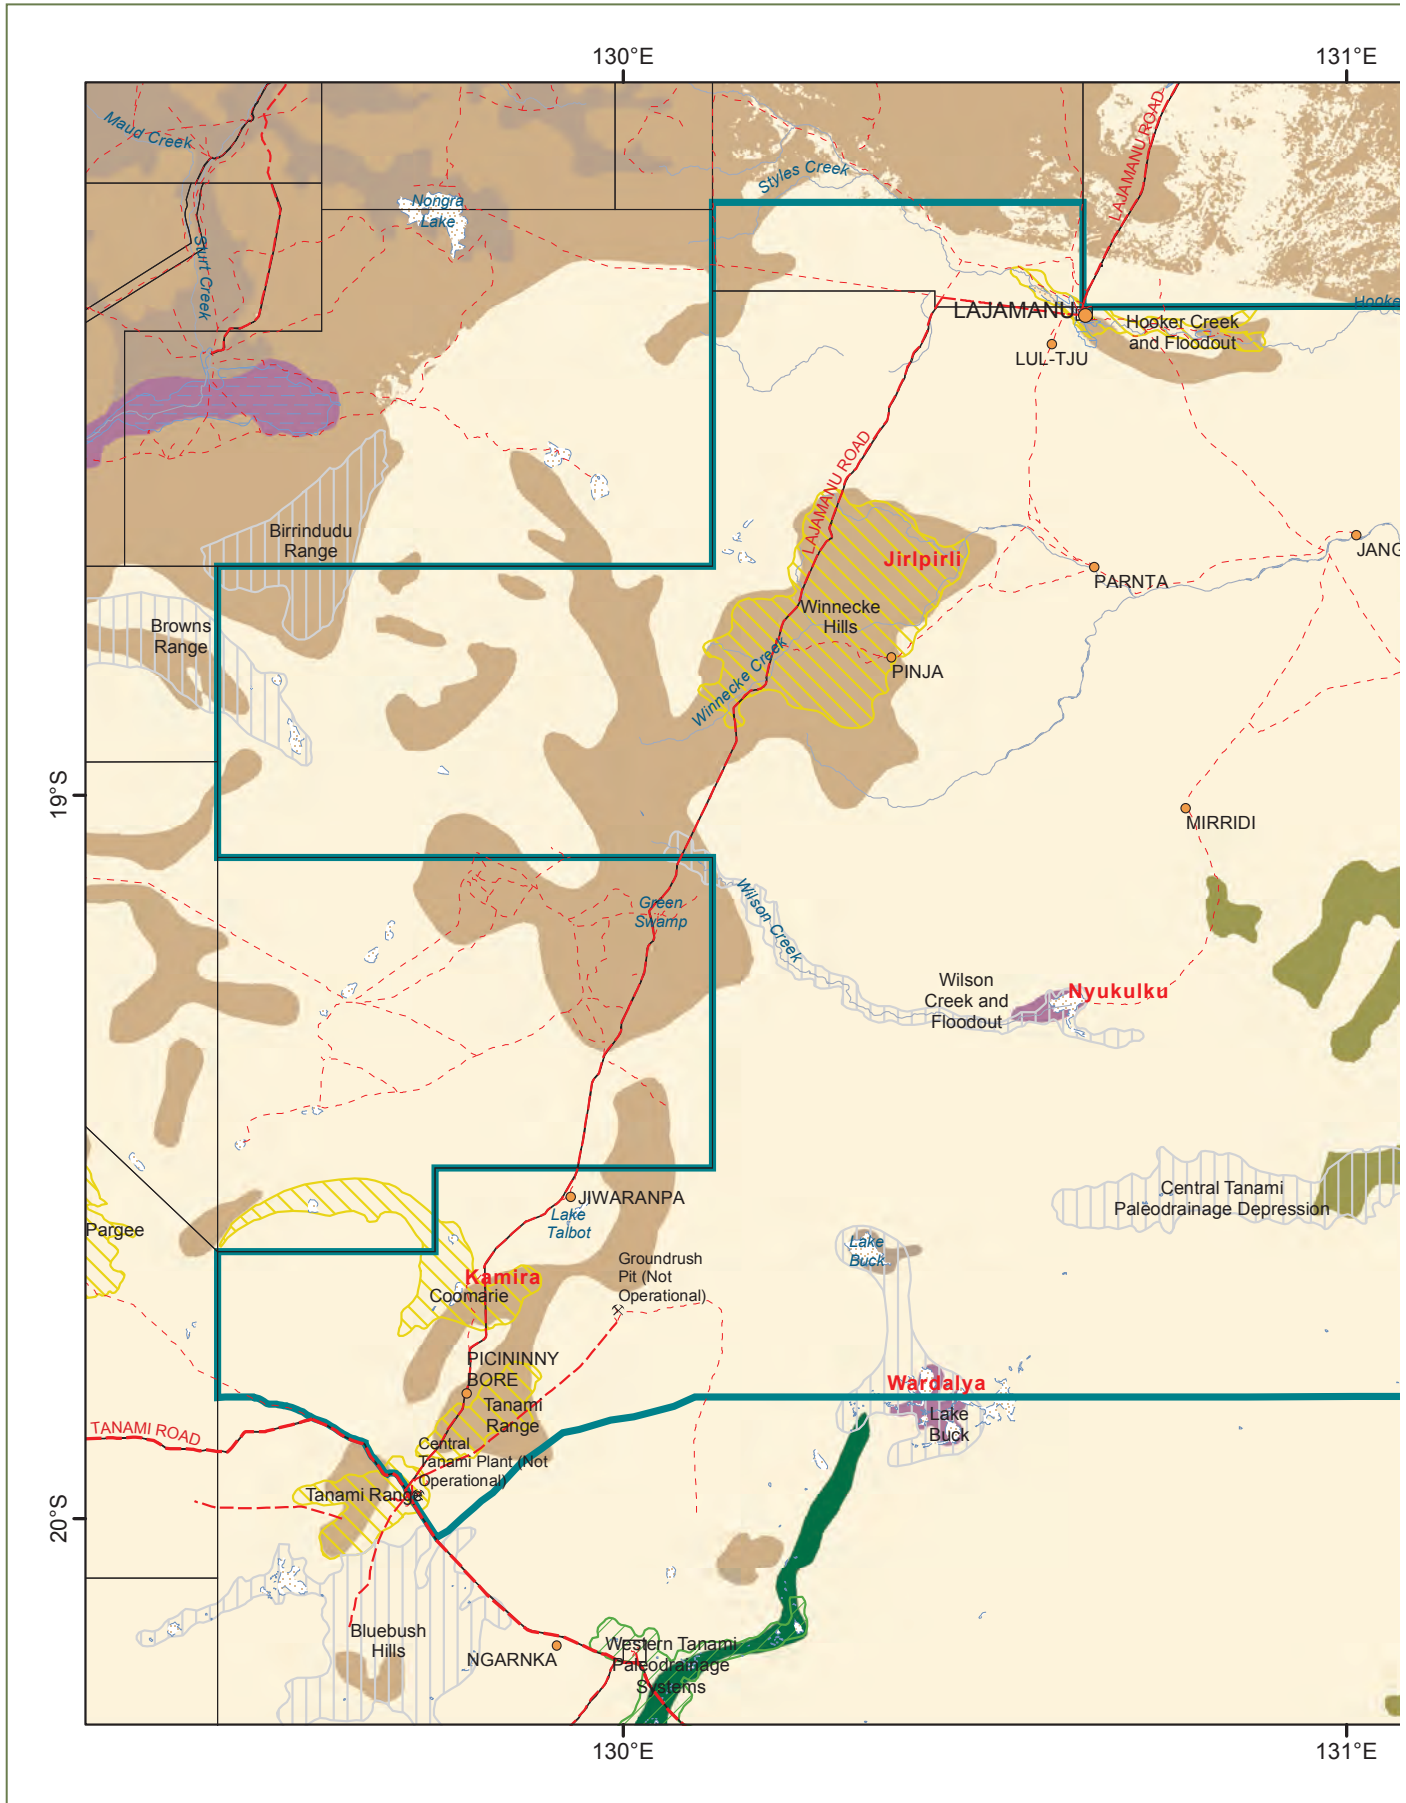 130°E
131°E
Maud Creek
Sturt Creek
Nongra
Lake
Styles Creek
LAJAMANU ROAD
LAJAMANU
Hooke
Hooker Creek
and Floodout
LUL-TJU
LAJAMANU ROAD
Birrindudu
Range
Jirlpirli
JANG
PARNTA
Browns
Range
Winnecke
Hills
Winnecke Creek
PINJA
19°S
MIRRIDI
Green
Swamp
Wilson Creek
Wilson
Creek and
Floodout
Nyukulku
JIWARANPA
Lake
Talbot
Central Tanami
Paleodrainage Depression
Pargee
Lake
Buck
Groundrush
Pit (Not
Operational)
Kamira
Coomarie
PICININNY
BORE
Wardalya
Tanami
Range
Lake
Buck
TANAMI ROAD
Central
Tanami Plant (Not
Operational)
Tanami Range
20°S
Bluebush
Hills
NGARNKA
Western Tanami
Paleodrainage
Systems
130°E
131°E